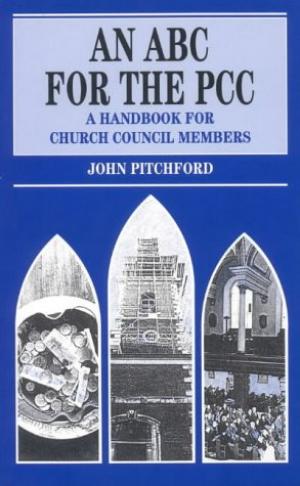 AN ABC
FOR THE PCC
A HANDBOOK FOR
CHURCH COUNCIL MEMBERS
JOHN PITCHFORD